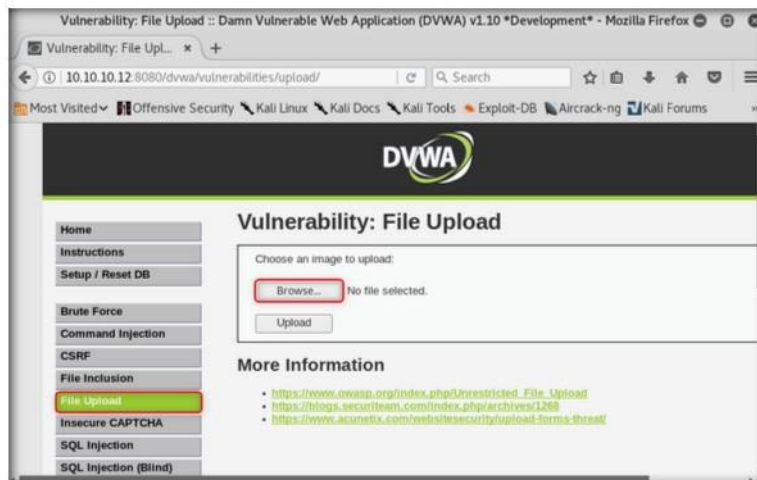 Vulnerability: File Upload :: Damn Vulnerable Web Application (DVWA) v1.10 *Development* - Mozilla Firefox
Vulnerability: File Upl...
10.10.10.12:8080/dvwa/vulnerabilities/upload/
Search
Most Visited
Offensive Security
Kali Linux
Kali Docs
Kali Tools
Exploit-DB
Aircrack-ng
Kali Forums
DVWA
Home
Instructions
Setup / Reset DB
Brute Force
Command Injection
CSRF
File Inclusion
File Upload
Insecure CAPTCHA
SQL Injection
SQL Injection (Blind)
Vulnerability: File Upload
Choose an image to upload:
Browse... No file selected.
Upload
More Information
https://www.owasp.org/index.php/Unrestricted_File_Upload
https://blogs.securiteam.com/index.php/archives/1268
https://www.acunetix.com/websitesecurity/upload-forms-threat/